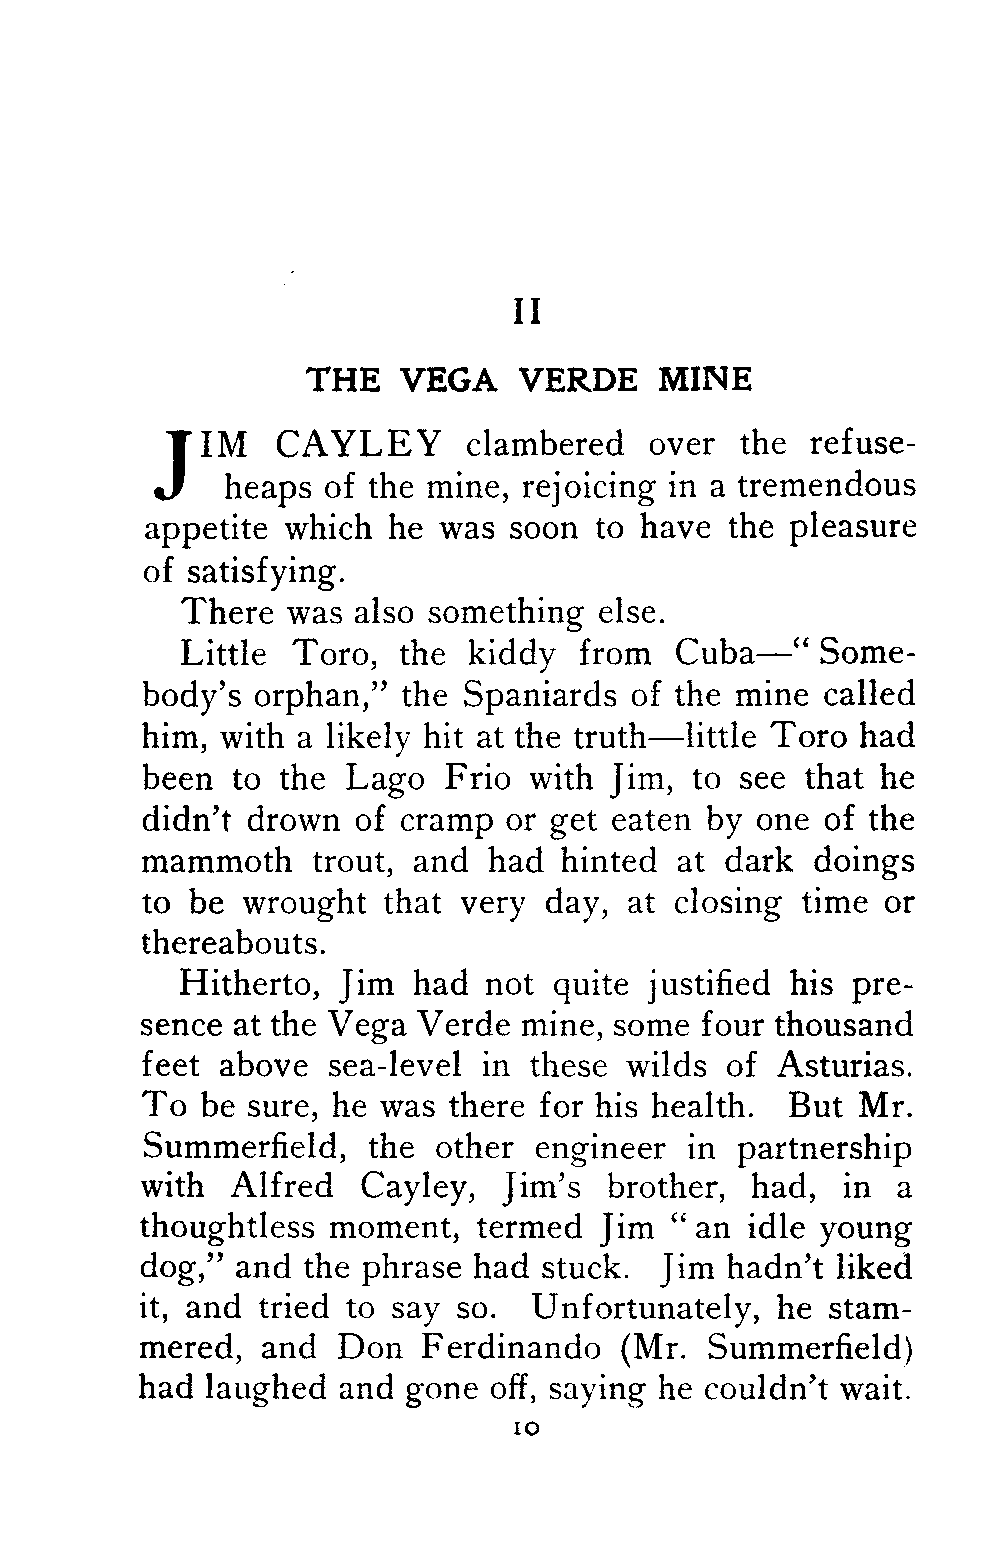 II
THE VEGA VERDE MINE
JIM CAYLEY clambered over the refuse-
heaps of the mine, rejoicing in a tremendous
appetite which he was soon to have the pleasure
of satisfying.
There was also something else.
Little Toro, the kiddy from Cuba—“ Some-
body's orphan,” the Spaniards of the mine called
him, with a likely hit at the truth—little Toro had
been to the Lago Frio with Jim, to see that he
didn't drown of cramp or get eaten by one of the
mammoth trout, and had hinted at dark doings
to be wrought that very day, at closing time or
thereabouts.
Hitherto, Jim had not quite justified his pre-
sence at the Vega Verde mine, some four thousand
feet above sea-level in these wilds of Asturias.
To be sure, he was there for his health. But Mr.
Summerfield, the other engineer in partnership
with Alfred Cayley, Jim's brother, had, in a
thoughtless moment, termed Jim “ an idle young
dog,” and the phrase had stuck. Jim hadn't liked
it, and tried to say so. Unfortunately, he stam-
mered, and Don Ferdinando (Mr. Summerfield)
had laughed and gone off, saying he couldn't wait.
10